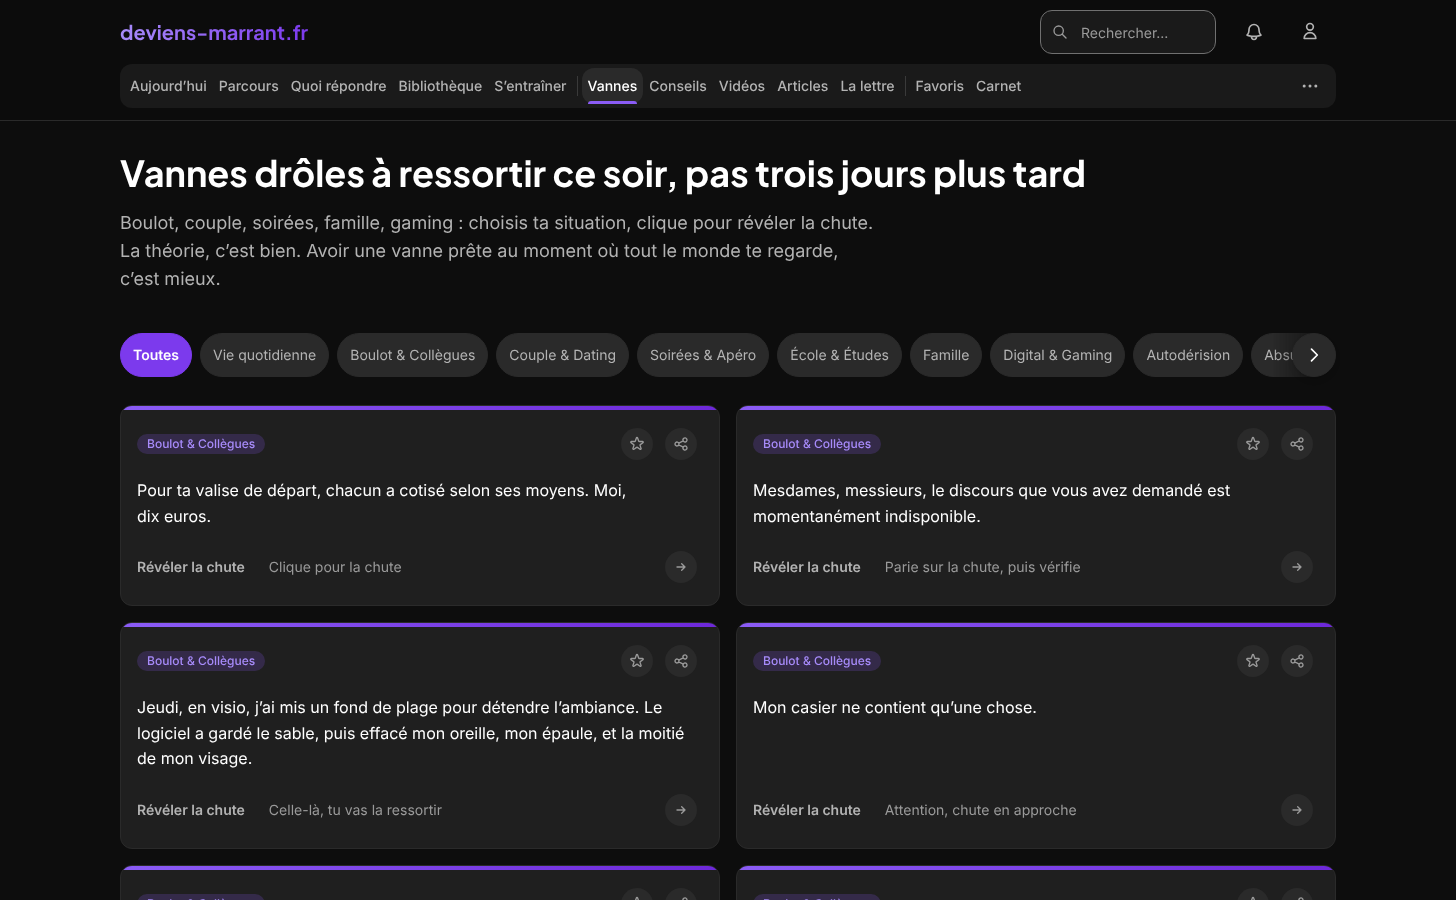 deviens-marrant.fr
Rechercher...
Aujourd’hui Parcours Quoi répondre Bibliothèque S’entraîner Vannes Conseils Vidéos Articles La lettre Favoris Carnet
Vannes drôles à ressortir ce soir, pas trois jours plus tard
Boulot, couple, soirées, famille, gaming : choisis ta situation, clique pour révéler la chute.
La théorie, c’est bien. Avoir une vanne prête au moment où tout le monde te regarde,
c’est mieux.
Toutes Vie quotidienne Boulot & Collègues Couple & Dating Soirées & Apéro École & Études Famille Digital & Gaming Autodérision
Boulot & Collègues
Pour ta valise de départ, chacun a cotisé selon ses moyens. Moi,
dix euros.
Révéler la chute Clique pour la chute
Boulot & Collègues
Mesdames, messieurs, le discours que vous avez demandé est
momentanément indisponible.
Révéler la chute Parie sur la chute, puis vérifie
Boulot & Collègues
Jeudi, en visio, j’ai mis un fond de plage pour détendre l’ambiance. Le
logiciel a gardé le sable, puis effacé mon oreille, mon épaule, et la moitié
de mon visage.
Révéler la chute Celle-là, tu vas la ressortir
Boulot & Collègues
Mon casier ne contient qu’une chose.
Révéler la chute Attention, chute en approche